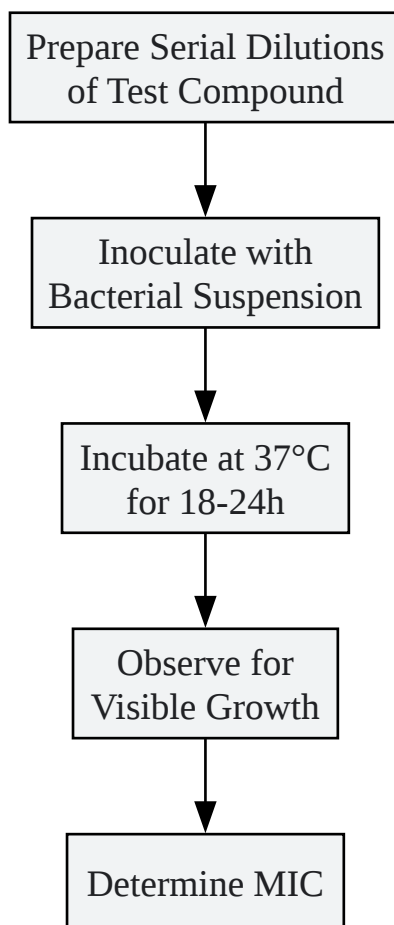 Prepare Serial Dilutions
of Test Compound
Inoculate with
Bacterial Suspension
Incubate at 37°C
for 18-24h
Observe for
Visible Growth
Determine MIC